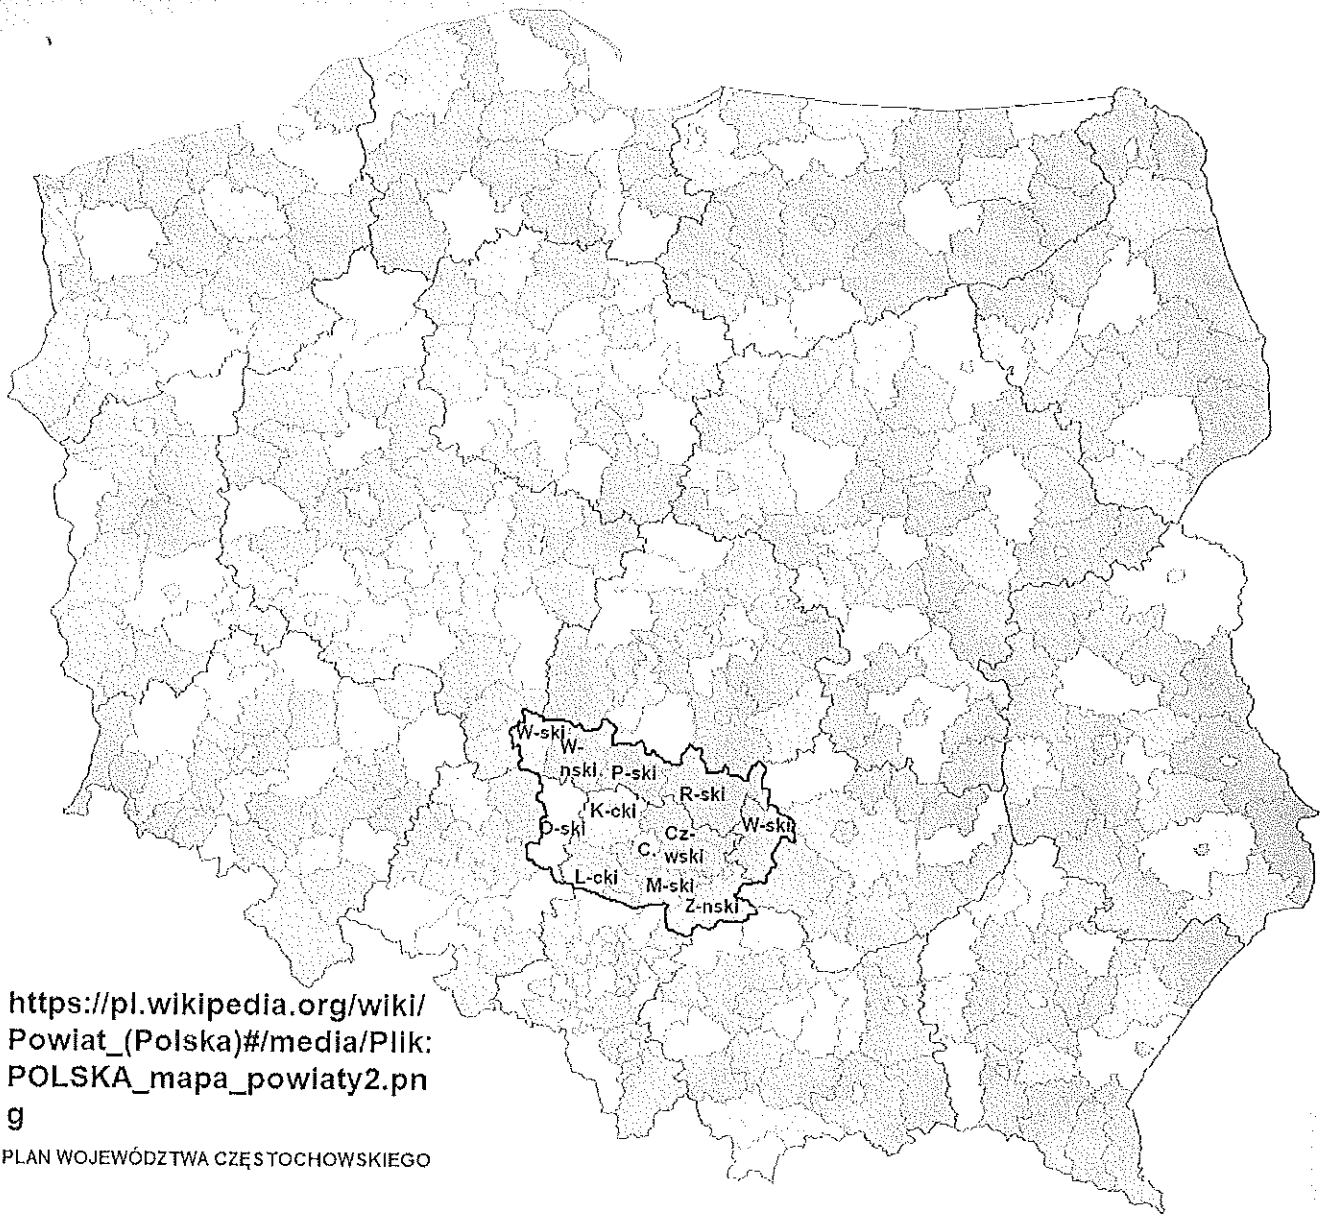 W-ski
W-
nski.
P-ski
R-ski
K-cki
O-ski
W-ski
Cz-
C.
wski
L-cki
M-ski
Z-nski
https://pl.wikipedia.org/wiki/
Powiat_(Polska)#/media/Plik:
POLSKA_mapa_powiaty2.pn
g
PLAN WOJEWÓDZTWA CZĘSTOCHOWSKIEGO